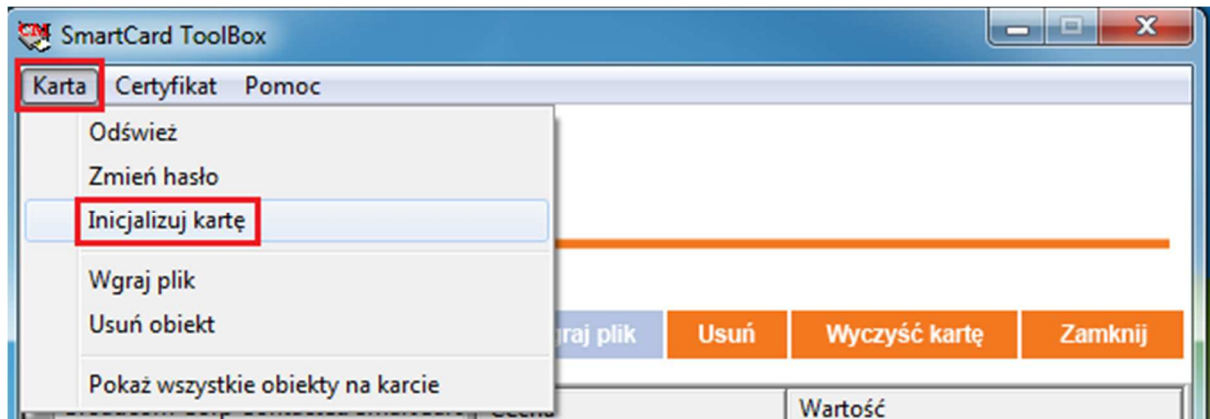 SmartCard ToolBox
Karta Certyfikat Pomoc
Odśwież
Zmień hasło
Inicjalizuj kartę
Wgraj plik
Usuń obiekt
Pokaż wszystkie obiekty na karcie
plik Usuń Wyczyść kartę Zamknij
Wartość